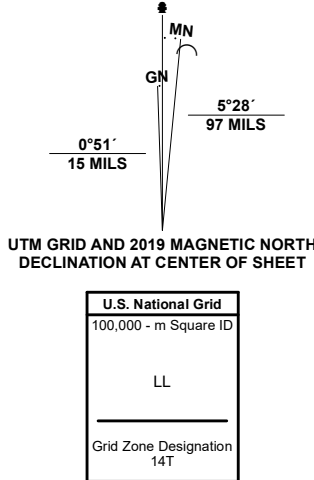 MN
GN
5°28´
97 MILS
0°51´
15 MILS
UTM GRID AND 2019 MAGNETIC NORTH
DECLINATION AT CENTER OF SHEET
U.S. National Grid
100,000 - m Square ID
LL
Grid Zone Designation
14T